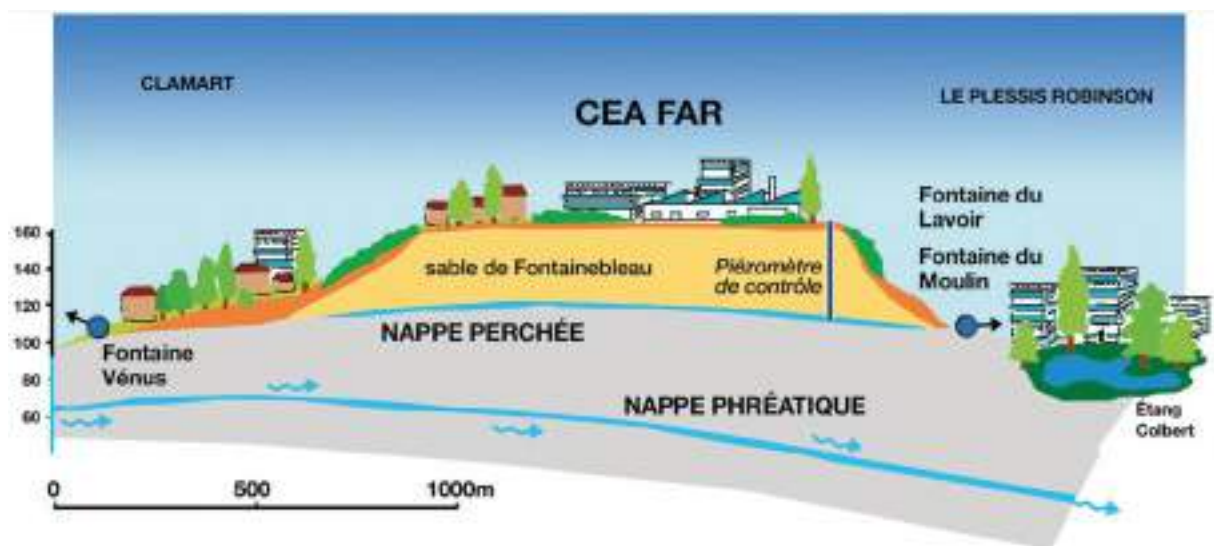 CLAMART
CEA FAR
LE PLESSIS ROBINSON
Fontaine du
Lavoir
Fontaine du
Moulin
160
140
120
100
80
60
sable de Fontainebleau
Piézomètre
de contrôle
NAPPE PERCHÉE
Fontaine
Vénus
NAPPE PHRÉATIQUE
Étang
Colbert
0
500
1000m